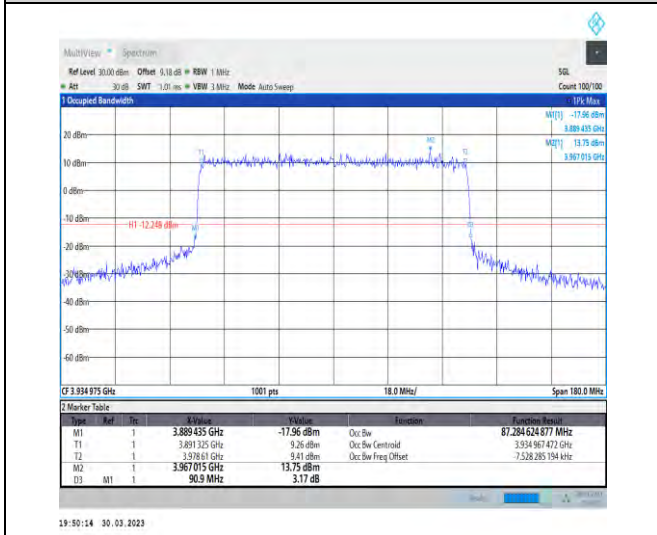 MultiView Spectrum
Ref Level 30.00 dBm Offset 9.18 dB RBW 1 MHz SGL
Att 30 dB SWT 1.01 ms VBW 3 MHz Mode Auto Sweep Count 100/100
1 Occupied Bandwidth 1Pk Max
M1[1] -17.96 dBm
3.889 435 GHz
M2[1] 13.75 dBm
3.967 015 GHz
20 dBm
10 dBm
0 dBm
-10 dBm
H1 -12.248 dBm
-30 dBm
-40 dBm
-50 dBm
-60 dBm
M2
T1
T2
M1
D3
CF 3.934 975 GHz 1001 pts 18.0 MHz/ Span 180.0 MHz
2 Marker Table
Type Ref Trc X-Value Y-Value Function Function Result
M1 1 3.889 435 GHz -17.96 dBm Occ Bw 87.284 624 877 MHz
T1 1 3.891 325 GHz 9.26 dBm Occ Bw Centroid 3.934 967 472 GHz
T2 1 3.978 61 GHz 9.41 dBm Occ Bw Freq Offset -7.528 285 194 kHz
M2 1 3.967 015 GHz 13.75 dBm
D3 M1 1 90.9 MHz 3.17 dB
19:50:14 30.03.2023